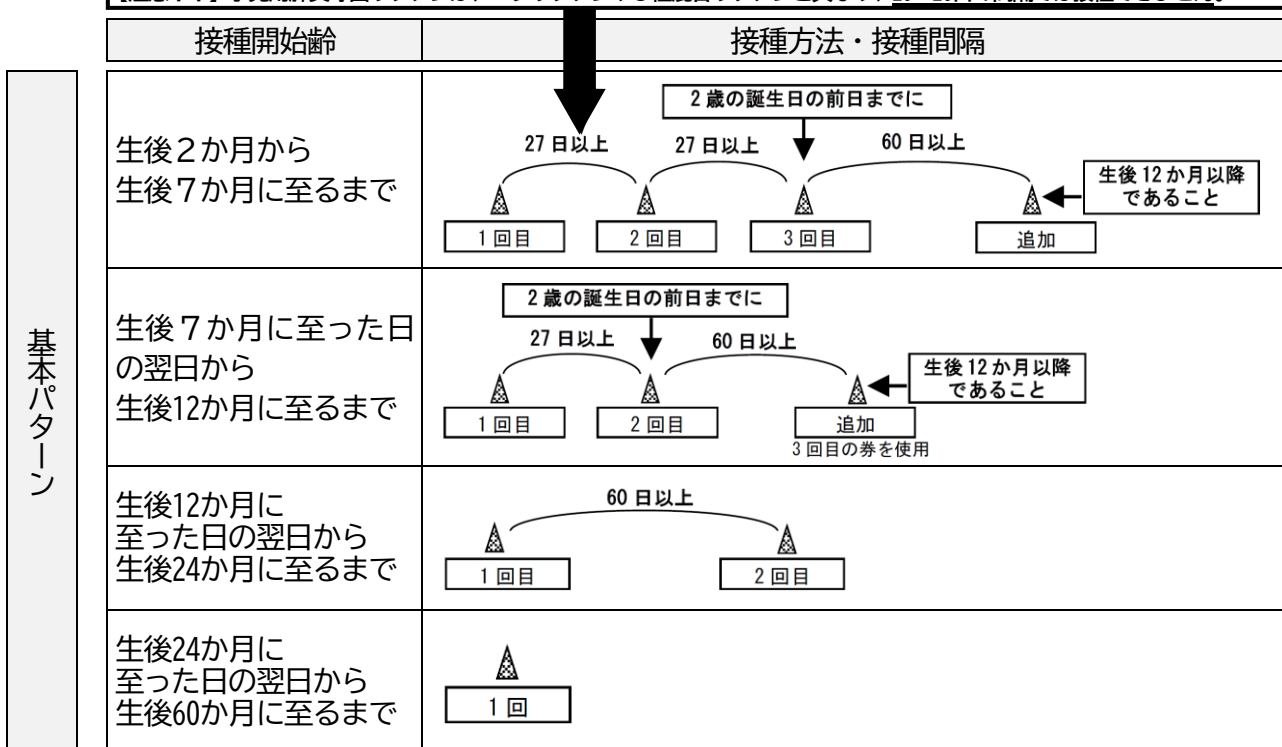 接種開始齢
接種方法・接種間隔
基本パターン
生後２か月から
生後７か月に至るまで
2歳の誕生日の前日までに
27日以上
27日以上
60日以上
生後12か月以降
であること
1回目
2回目
3回目
追加
生後７か月に至った日
の翌日から
生後12か月に至るまで
2歳の誕生日の前日までに
27日以上
60日以上
生後12か月以降
であること
1回目
2回目
追加
3回目の券を使用
生後12か月に
至った日の翌日から
生後24か月に至るまで
60日以上
1回目
2回目
生後24か月に
至った日の翌日から
生後60か月に至るまで
1回